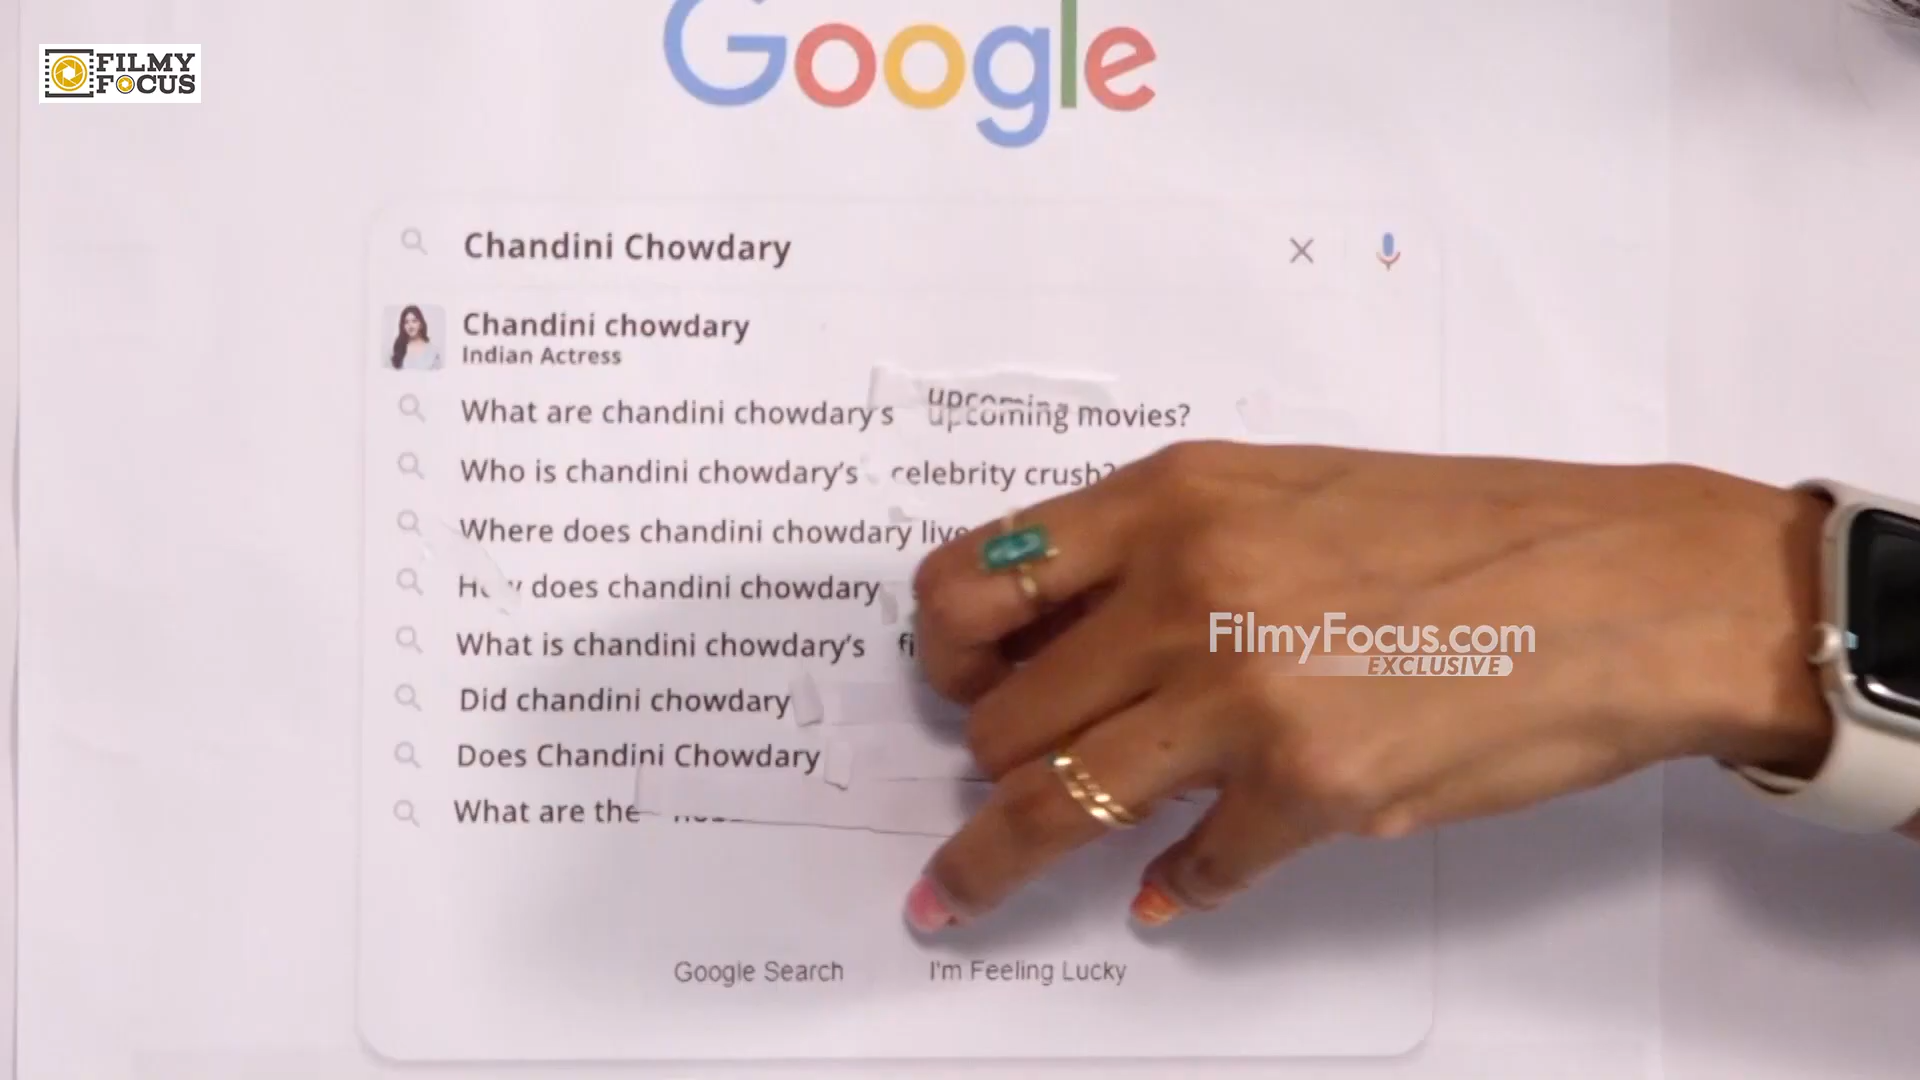 FILMY
FOCUS
Google
Chandini Chowdary
Chandini chowdary
Indian Actress
What are chandini chowdary's upcoming movies?
Who is chandini chowdary's celebrity crush?
Where does chandini chowdary live
does chandini chowdary
What is chandini chowdary's
Did chandini chowdary
Does Chandini Chowdary
What are the
FilmyFocus.com
EXCLUSIVE
Google Search I'm Feeling Lucky